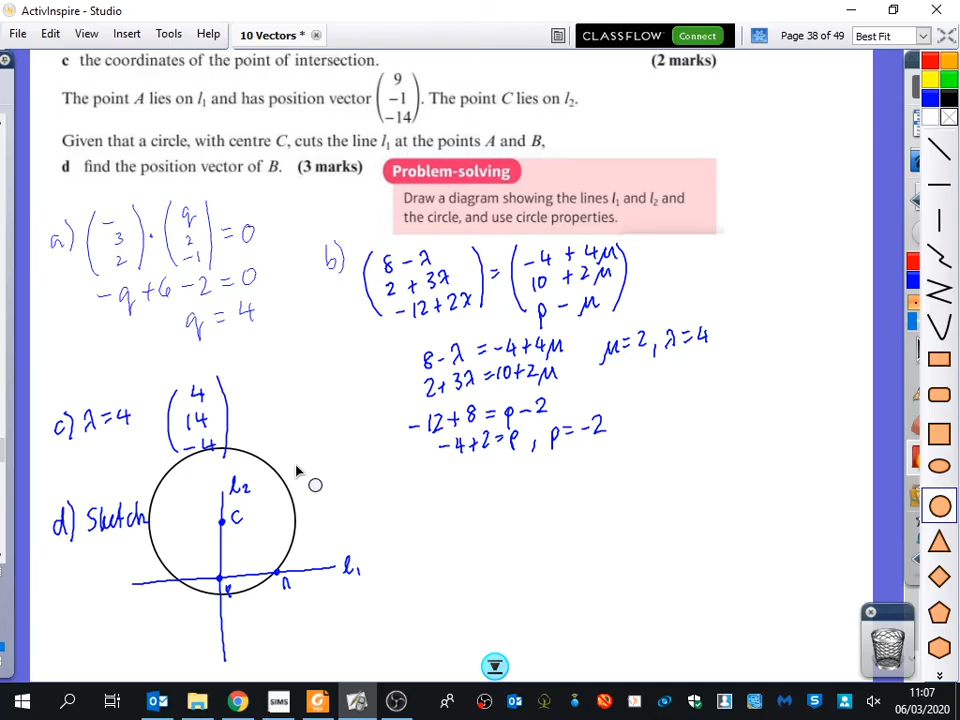 ActivInspire - Studio
File Edit View Insert Tools Help
10 Vectors *
CLASSFLOW Connect
Page 38 of 49
Best Fit
c the coordinates of the point of intersection. (2 marks)
The point A lies on l₁ and has position vector (9 -1 -14). The point C lies on l₂.
Given that a circle, with centre C, cuts the line l₁ at the points A and B,
d find the position vector of B. (3 marks)
Problem-solving
Draw a diagram showing the lines l₁ and l₂ and
the circle, and use circle properties.
a) (- 3 2) · (q 2 -1) = 0
-q + 6 - 2 = 0
q = 4
b) (8 - λ 2 + 3λ -12 + 2λ) = (-4 + 4μ 10 + 2μ p - μ)
8 - λ = -4 + 4μ
2 + 3λ = 10 + 2μ
μ = 2, λ = 4
-12 + 8 = p - 2
-4 + 2 = p, p = -2
c) λ = 4 (4 14 -4)
d) Sketch
l₂
C
l₁
SIMS
11:07
06/03/2020